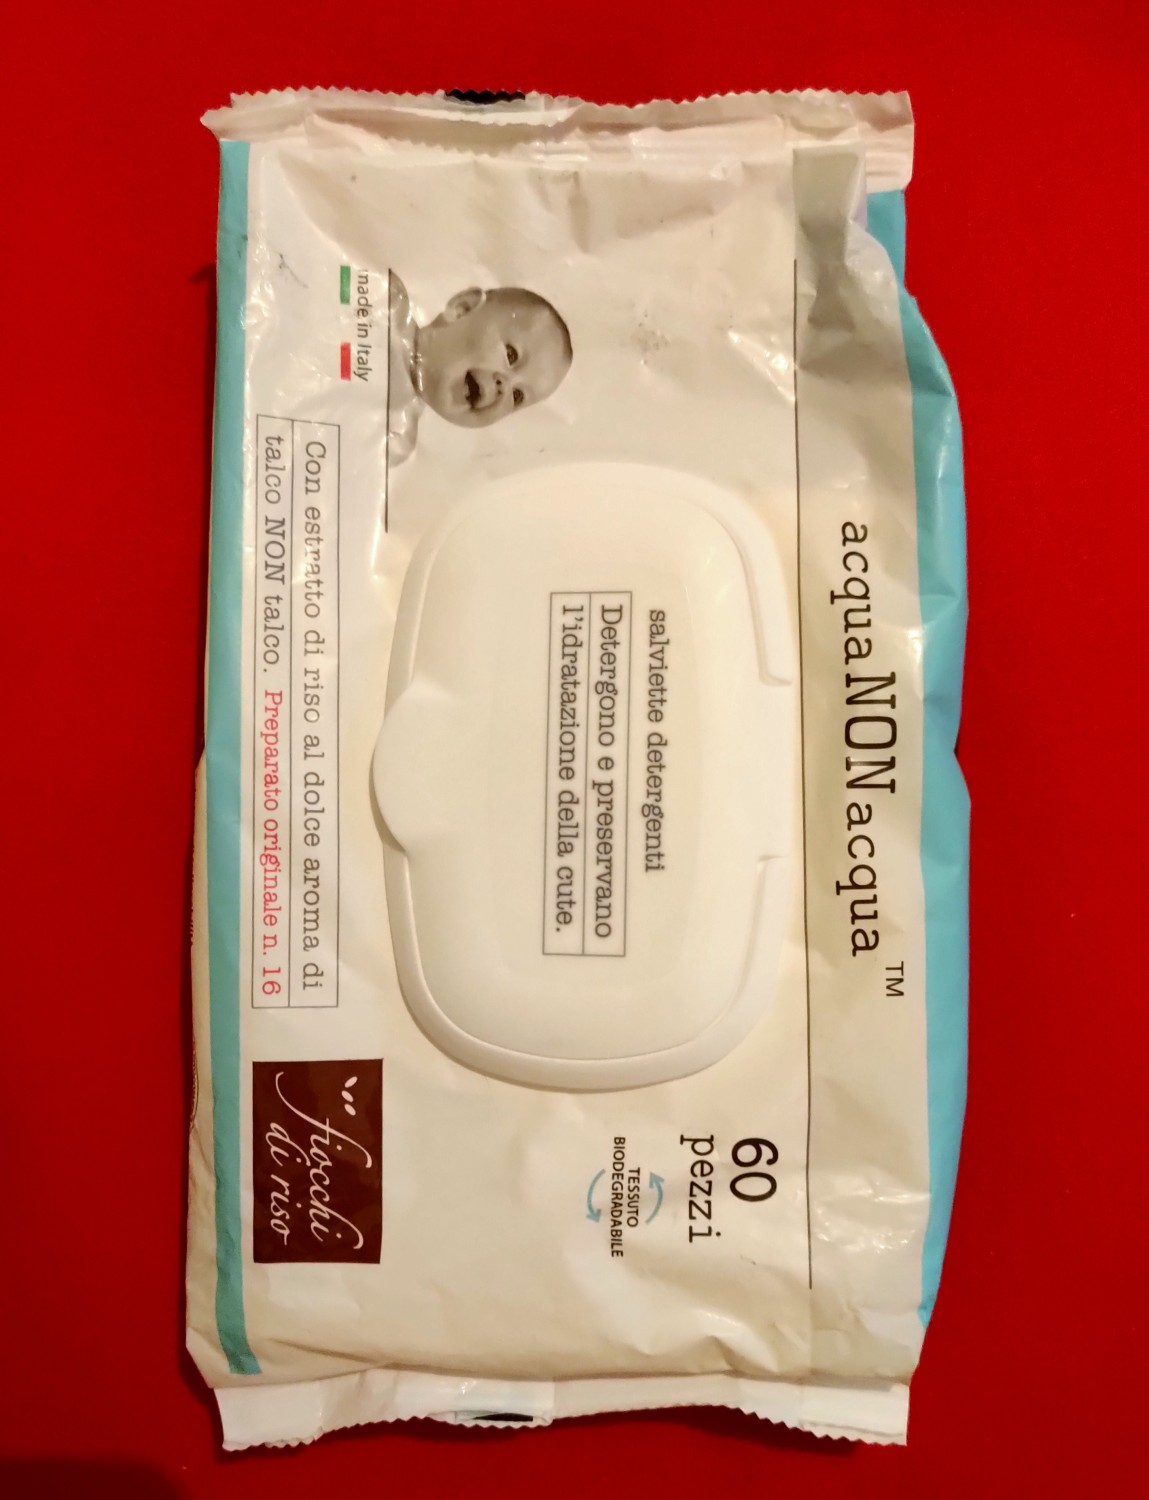 acquaNONacqua ™
salviette detergenti
Detergono e preservano
l'idratazione della cute.
60
pezzi
TESSUTO
BIODEGRADABILE
made in Italy
Con estratto di riso al dolce aroma di
talco NON talco. Preparato originale n. 16
fiocchi
di riso